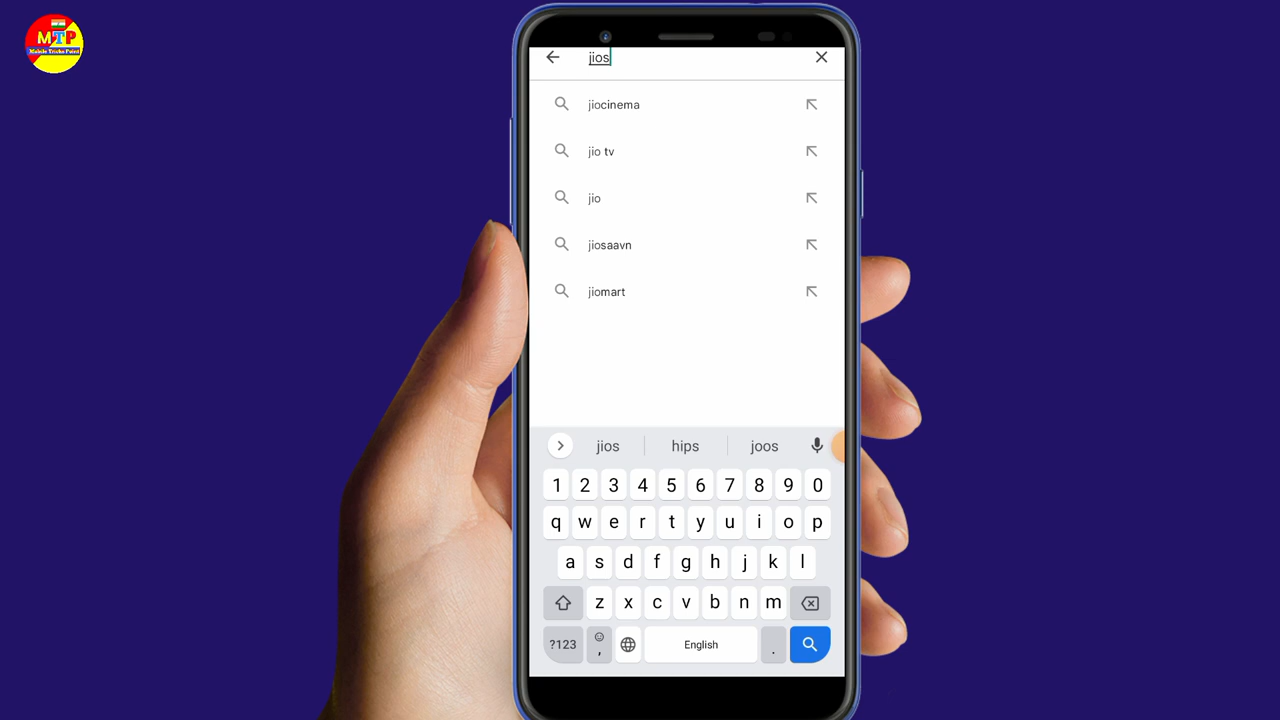 MTP
Mobile Tricks Point
jios
jiocinema
jio tv
jio
jiosaavn
jiomart
jios hips joos
1 2 3 4 5 6 7 8 9 0
q w e r t y u i o p
a s d f g h j k l
z x c v b n m
?123 , English .